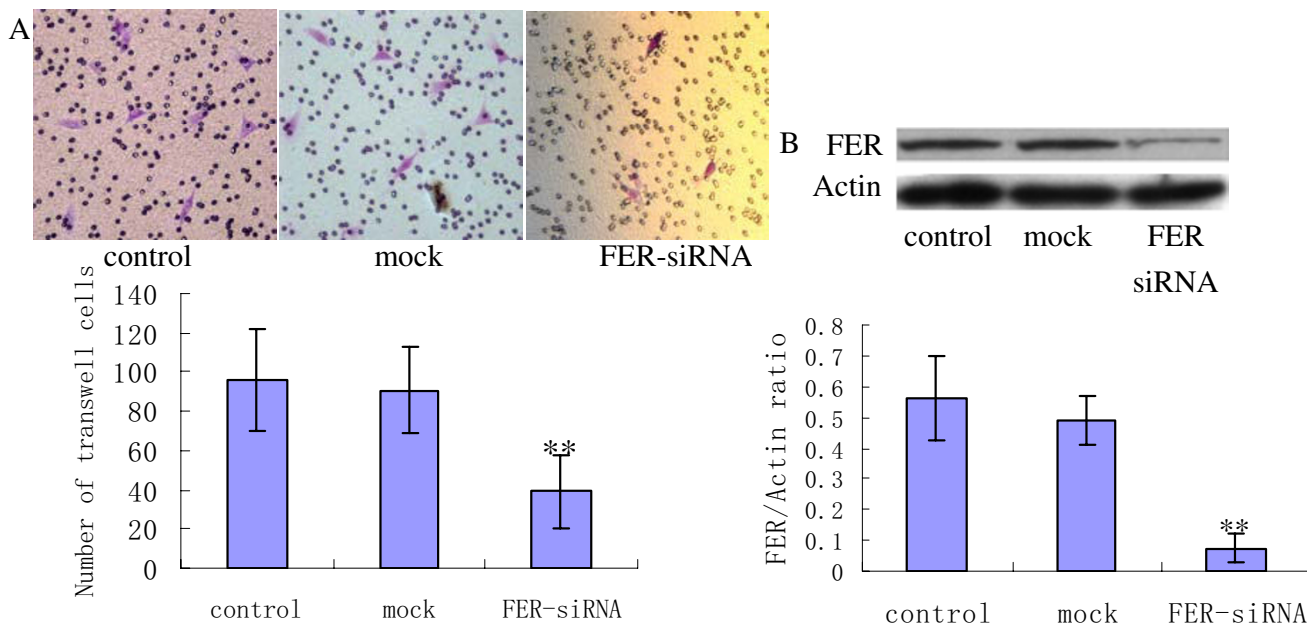 A
control mock FER-siRNA
Number of transwell cells
140
120
100
80
60
40
20
0
**
control mock FER-siRNA
B
FER
Actin
control mock FER
siRNA
FER/Actin ratio
0.8
0.7
0.6
0.5
0.4
0.3
0.2
0.1
0
**
control mock FER-siRNA